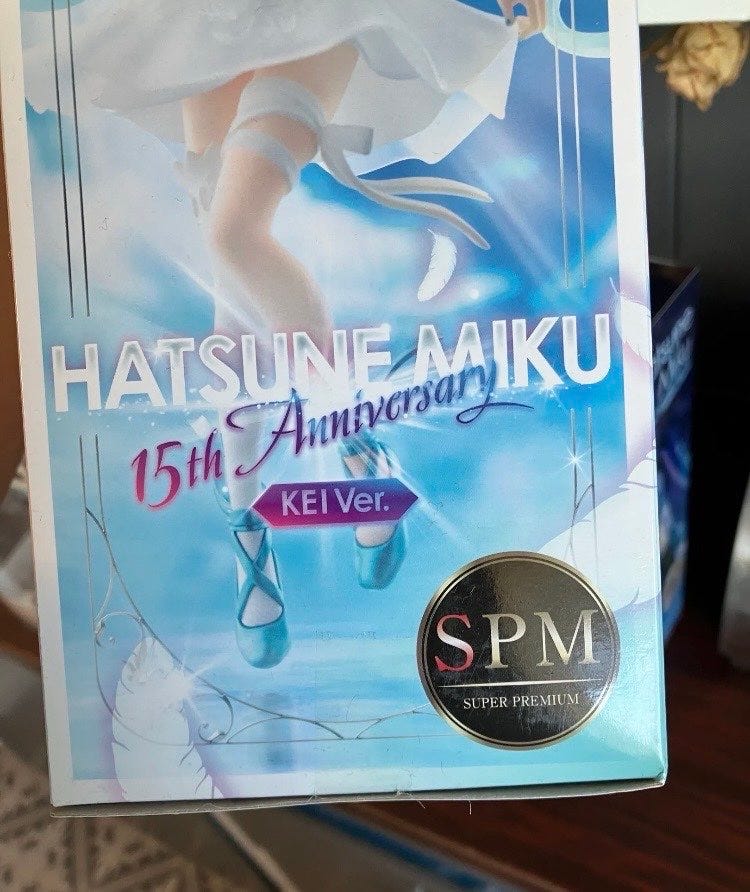 HATSUNE MIKU
15th Anniversary
KEI Ver.
SPM
SUPER PREMIUM